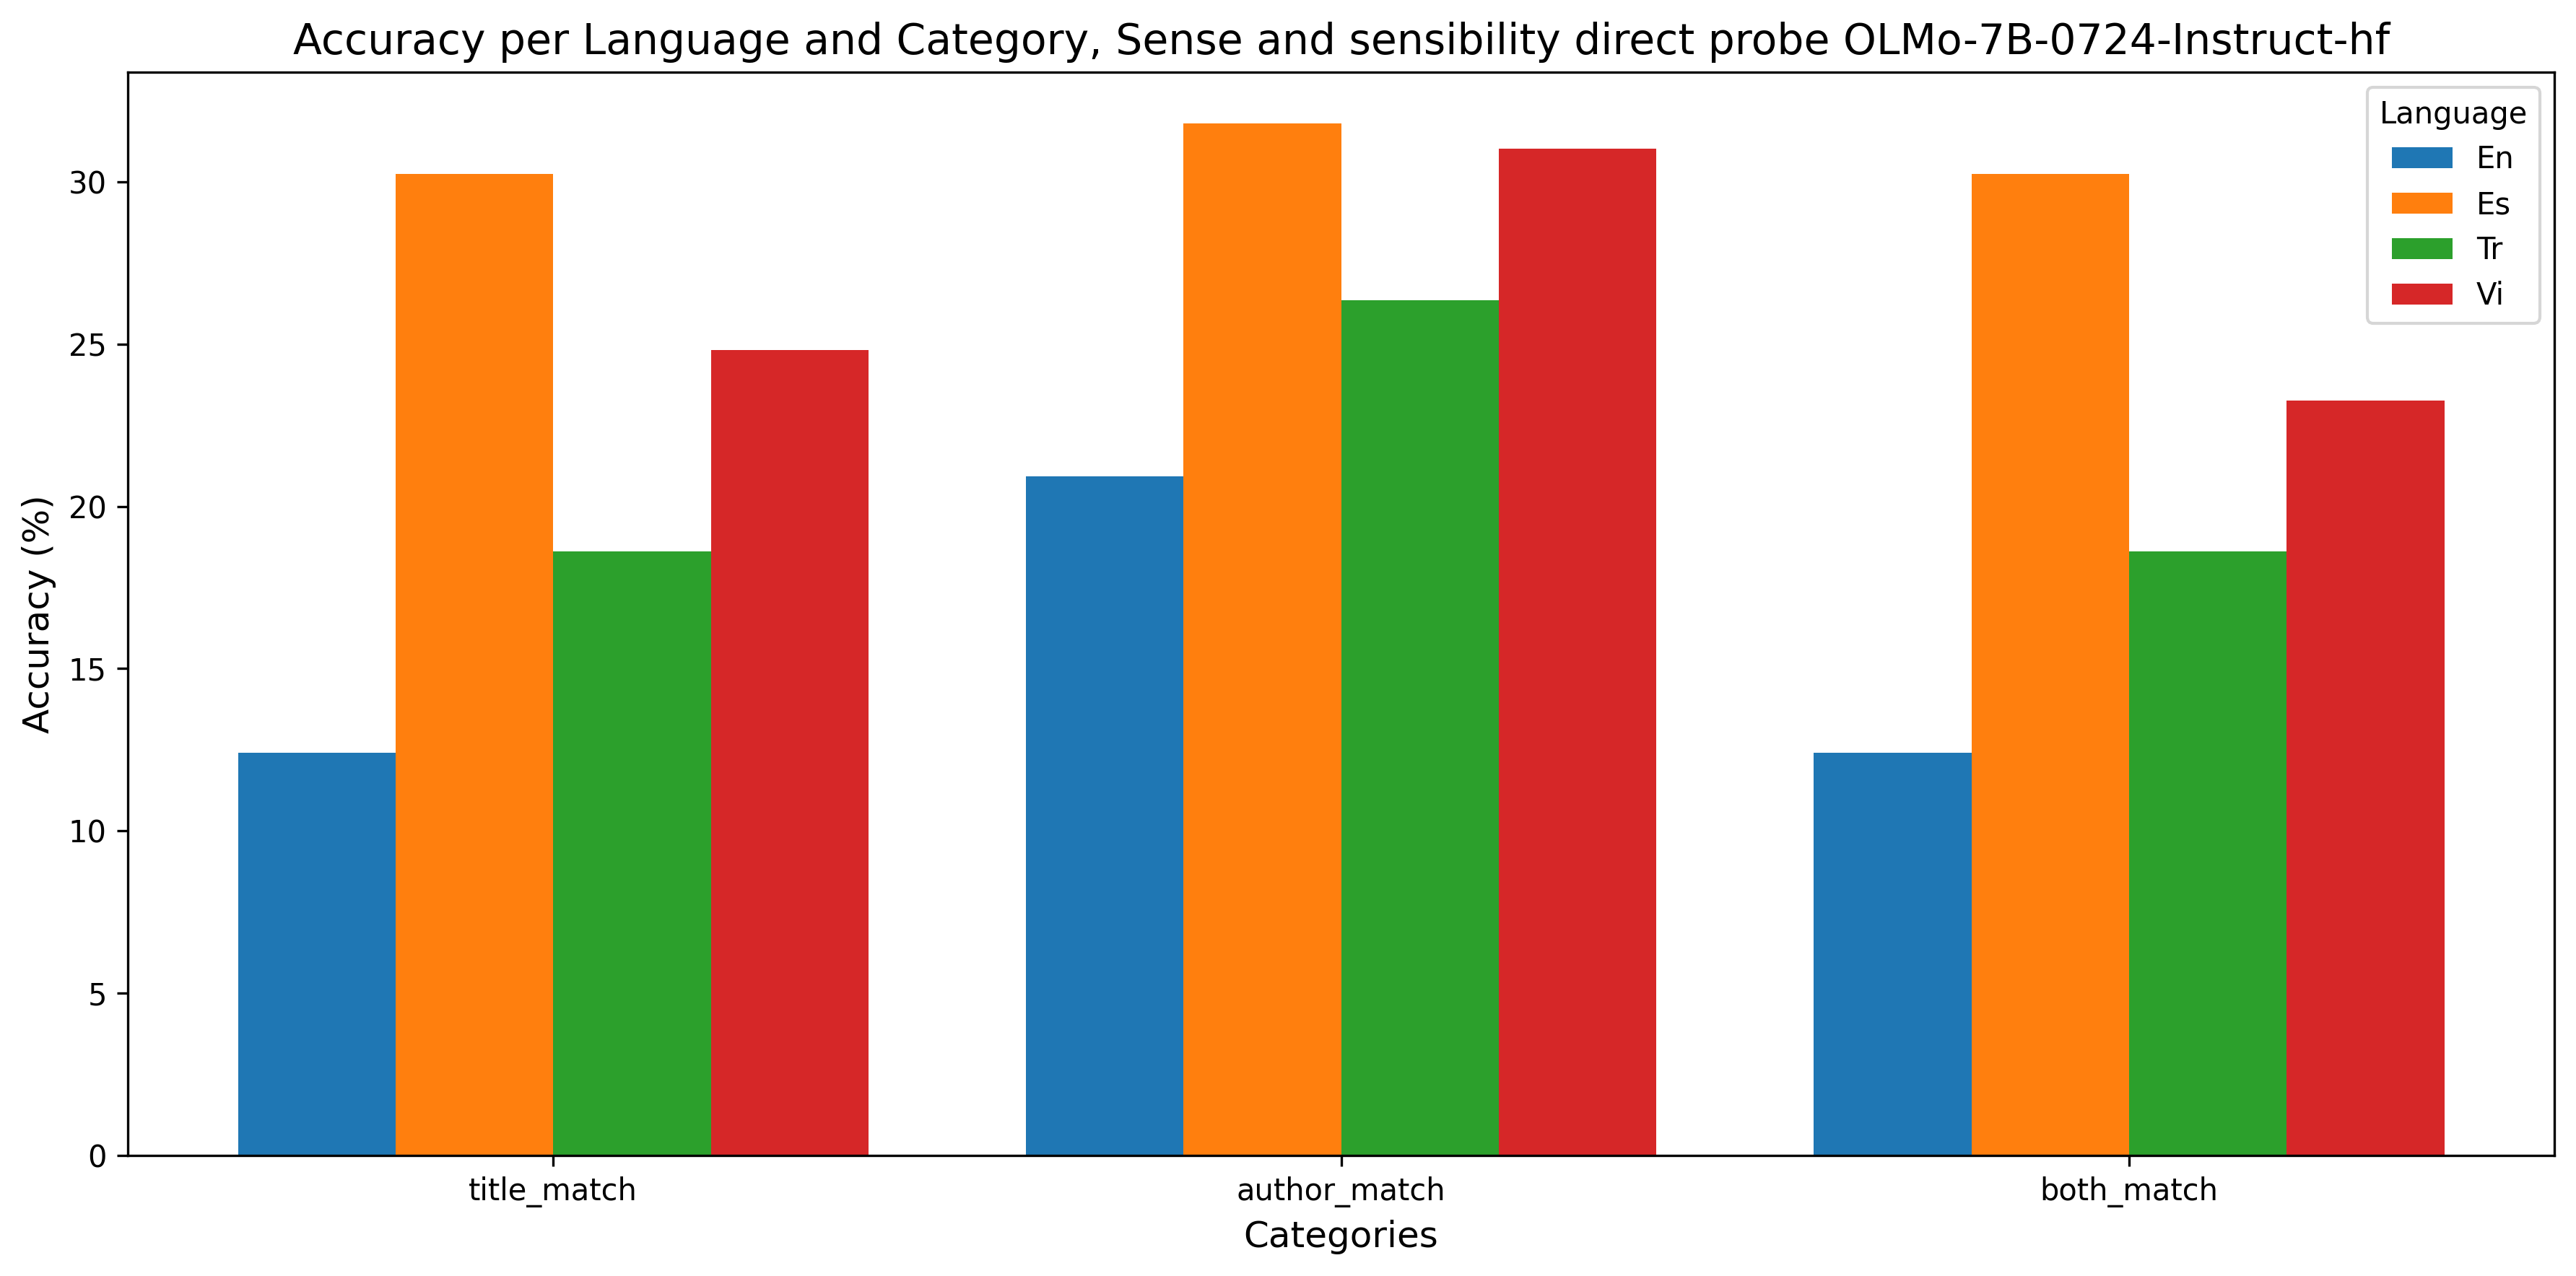 Accuracy per Language and Category, Sense and sensibility direct probe OLMo-7B-0724-Instruct-hf
Language
En
Es
Tr
Vi
Accuracy (%)
30
25
20
15
10
5
0
title_match
author_match
both_match
Categories